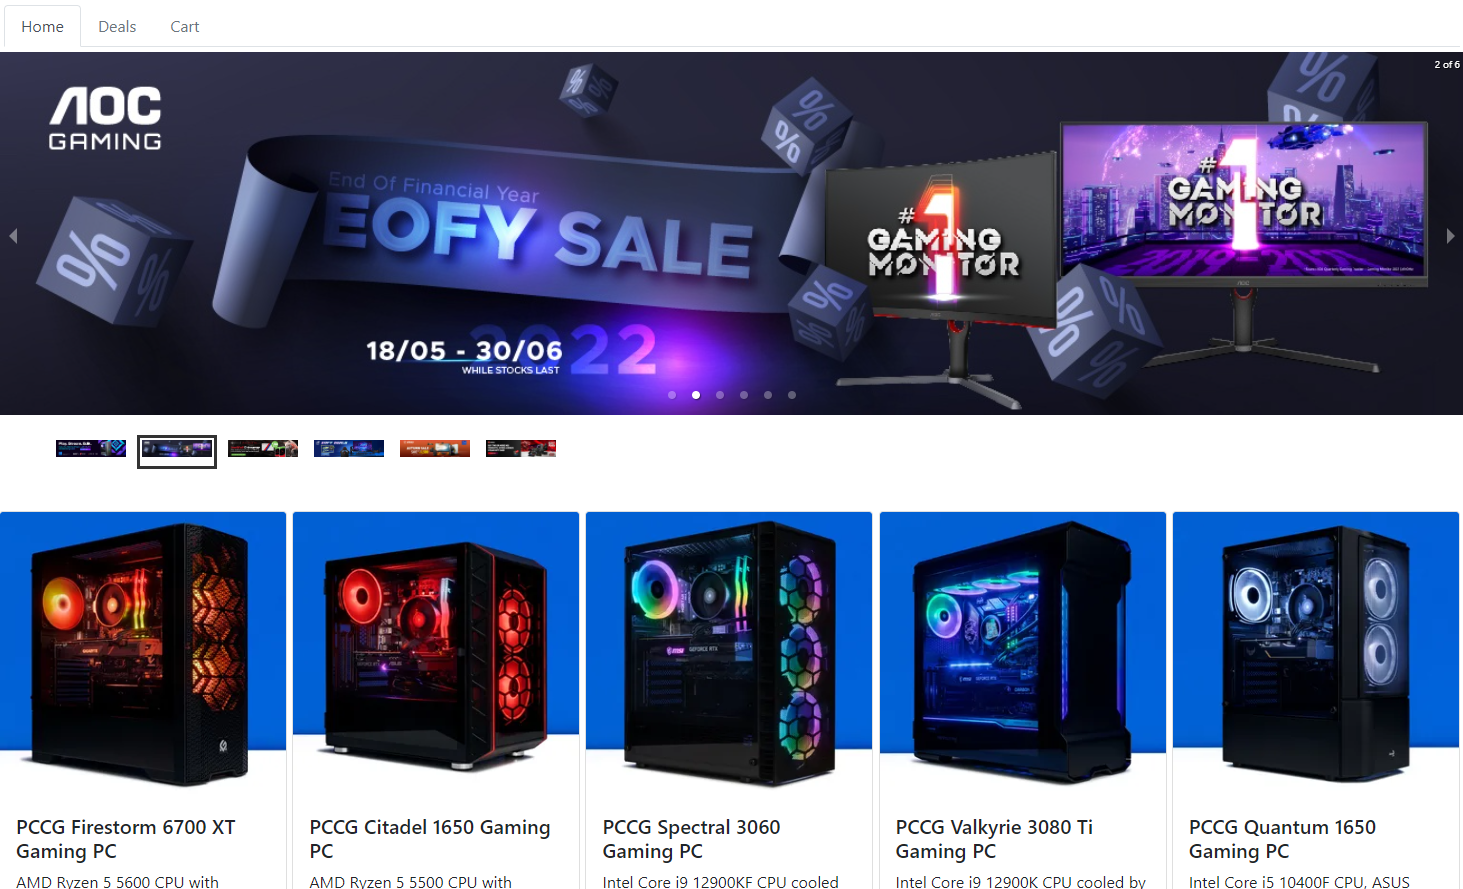 Home Deals Cart
2 of 6
AOC
GAMING
End Of Financial Year
EOFY SALE
2022
18/05 - 30/06
WHILE STOCKS LAST
#1
GAMING
MONITOR
#1
GAMING
MONITOR
AOC
GEFORCE RTX
PCCG Firestorm 6700 XT
Gaming PC
AMD Ryzen 5 5600 CPU with
PCCG Citadel 1650 Gaming
PC
AMD Ryzen 5 5500 CPU with
PCCG Spectral 3060
Gaming PC
Intel Core i9 12900KF CPU cooled
PCCG Valkyrie 3080 Ti
Gaming PC
Intel Core i9 12900K CPU cooled by
PCCG Quantum 1650
Gaming PC
Intel Core i5 10400F CPU, ASUS